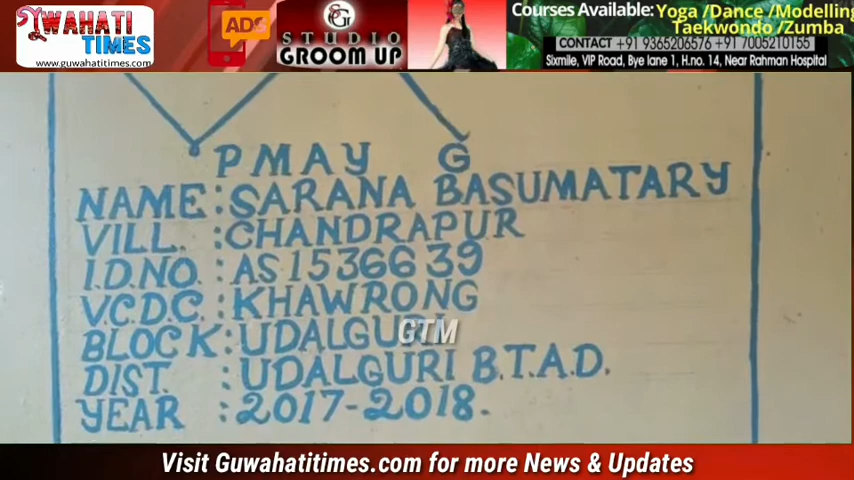 GUWAHATI
TIMES
www.guwahatitimes.com
ADS
SG
STUDIO
GROOM UP
Courses Available: Yoga /Dance /Modelling
Taekwondo /Zumba
CONTACT +91 9365206576 +91 7005210155
Sixmile, VIP Road, Bye lane 1, H.no. 14, Near Rahman Hospital
PMAY G
NAME : SARANA BASUMATARY
VILL. : CHANDRAPUR
I.D.NO. : AS1536639
V.C.D.C. : KHAWRONG
BLOCK : UDALGURI
GTM
DIST. : UDALGURI B.T.A.D.
YEAR : 2017-2018.
Visit Guwahatitimes.com for more News & Updates